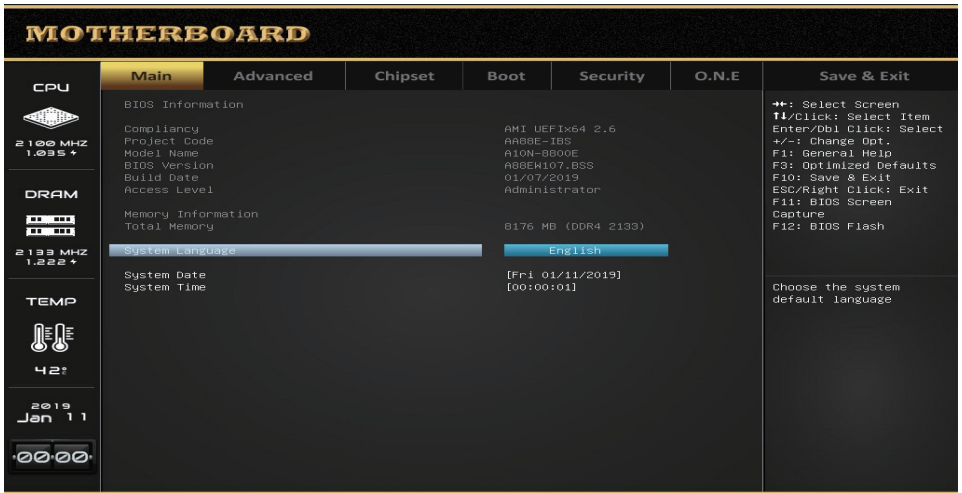 MOTHERBOARD
Main Advanced Chipset Boot Security O.N.E Save & Exit
CPU
2100 MHZ
1.035
DRAM
2133 MHZ
1.222
TEMP
42°
2019
Jan 11
00:00
BIOS Information
Compliancy AMI UEFIx64 2.6
Project Code AA88E-IBS
Model Name A10N-8800E
BIOS Version A88EW107.BSS
Build Date 01/07/2019
Access Level Administrator
Memory Information
Total Memory 8176 MB (DDR4 2133)
System Language English
System Date [Fri 01/11/2019]
System Time [00:00:01]
→←: Select Screen
↑↓/Click: Select Item
Enter/Dbl Click: Select
+/-: Change Opt.
F1: General Help
F3: Optimized Defaults
F10: Save & Exit
ESC/Right Click: Exit
F11: BIOS Screen
Capture
F12: BIOS Flash
Choose the system
default language